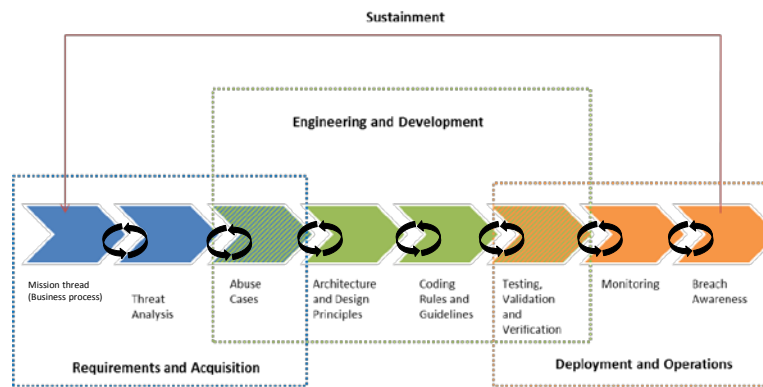 Sustainment
Engineering and Development
Mission thread
(Business process)
Threat
Analysis
Abuse
Cases
Architecture
and Design
Principles
Coding
Rules and
Guidelines
Testing,
Validation
and
Verification
Monitoring
Breach
Awareness
Requirements and Acquisition
Deployment and Operations